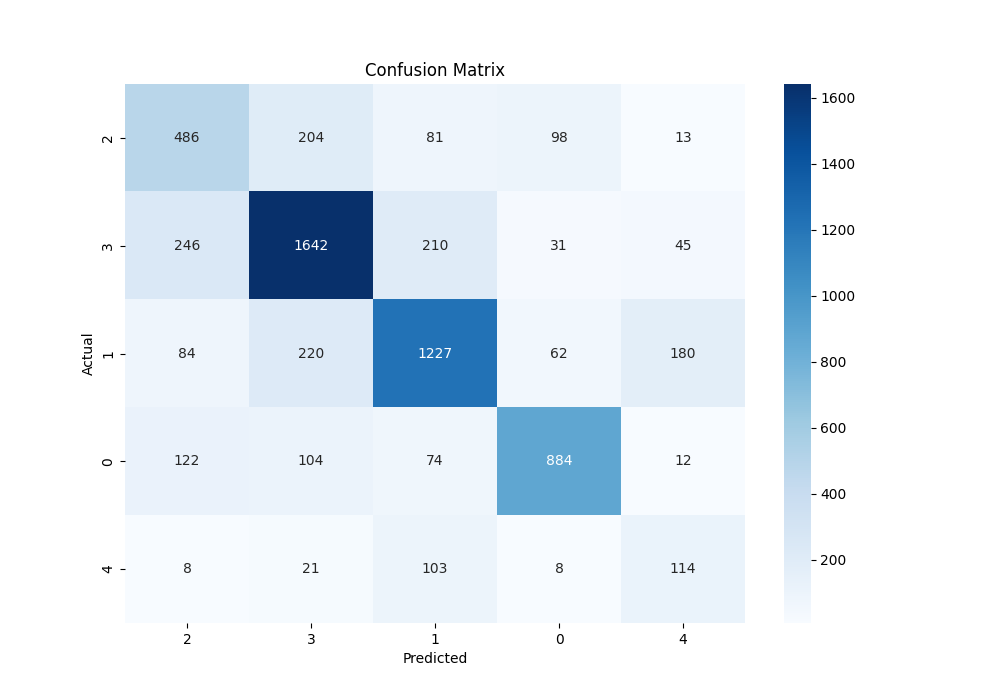 Confusion Matrix
Actual
2 486 204 81 98 13
3 246 1642 210 31 45
1 84 220 1227 62 180
0 122 104 74 884 12
4 8 21 103 8 114
2 3 1 0 4
Predicted
1600
1400
1200
1000
800
600
400
200